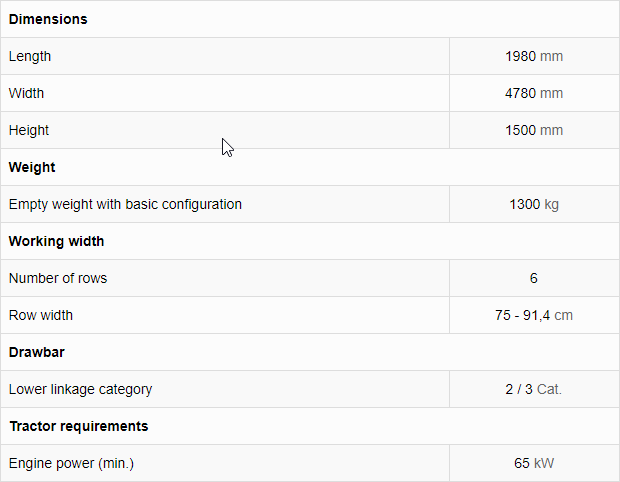 Dimensions
Length 1980 mm
Width 4780 mm
Height 1500 mm
Weight
Empty weight with basic configuration 1300 kg
Working width
Number of rows 6
Row width 75 - 91,4 cm
Drawbar
Lower linkage category 2 / 3 Cat.
Tractor requirements
Engine power (min.) 65 kW